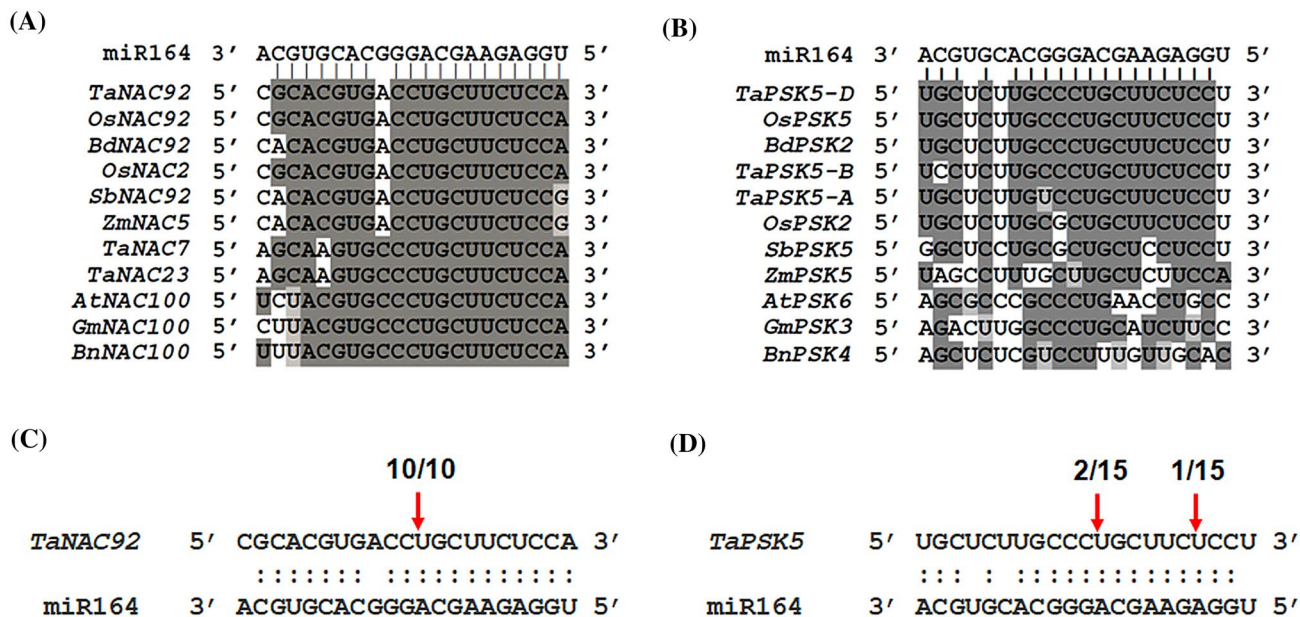 (A)
miR164 3′ ACGUGCACGGGACGAAGAGGU 5′
TaNAC92 5′ CGCACGUGACCUGCUUCUCCA 3′
OsNAC92 5′ CGCACGUGACCUGCUUCUCCA 3′
BdNAC92 5′ CACACGUGACCUGCUUCUCCA 3′
OsNAC2 5′ CGCACGUGACCUGCUUCUCCA 3′
SbNAC92 5′ CACACGUGACCUGCUUCUCCG 3′
ZmNAC5 5′ CACACGUGACCUGCUUCUCCG 3′
TaNAC7 5′ AGCAAGUGCCCUGCUUCUCCA 3′
TaNAC23 5′ AGCAAGUGCCCUGCUUCUCCA 3′
AtNAC100 5′ UCUACGUGCCCUGCUUCUCCA 3′
GmNAC100 5′ CUUACGUGCCCUGCUUCUCCA 3′
BnNAC100 5′ UUUACGUGCCCUGCUUCUCCA 3′
(B)
miR164 3′ ACGUGCACGGGACGAAGAGGU 5′
TaPSK5-D 5′ UGCUCUUGCCCUGCUUCUCCU 3′
OsPSK5 5′ UGCUCUUGCCCUGCUUCUCCU 3′
BdPSK2 5′ UGCUCUUGCCCUGCUUCUCCU 3′
TaPSK5-B 5′ UCCUCUUGCCCUGCUUCUCCU 3′
TaPSK5-A 5′ UGCUCUUGUCCUGCUUCUCCU 3′
OsPSK2 5′ UGCUCUUGCGCUGCUUCUCCU 3′
SbPSK5 5′ GGCUCCUGCGCUGCUCCUCCU 3′
ZmPSK5 5′ UAGCCUUUGCUUGCUCUUCCA 3′
AtPSK6 5′ AGCGCCCGCCCUGAACCUGCC 3′
GmPSK3 5′ AGACUUGGCCCUGCAUCUUCC 3′
BnPSK4 5′ AGCUCUCGUCCUUUGUUGCAC 3′
(C)
10/10
TaNAC92 5′ CGCACGUGACCUGCUUCUCCA 3′
miR164 3′ ACGUGCACGGGACGAAGAGGU 5′
(D)
2/15 1/15
TaPSK5 5′ UGCUCUUGCCCUGCUUCUCCU 3′
miR164 3′ ACGUGCACGGGACGAAGAGGU 5′